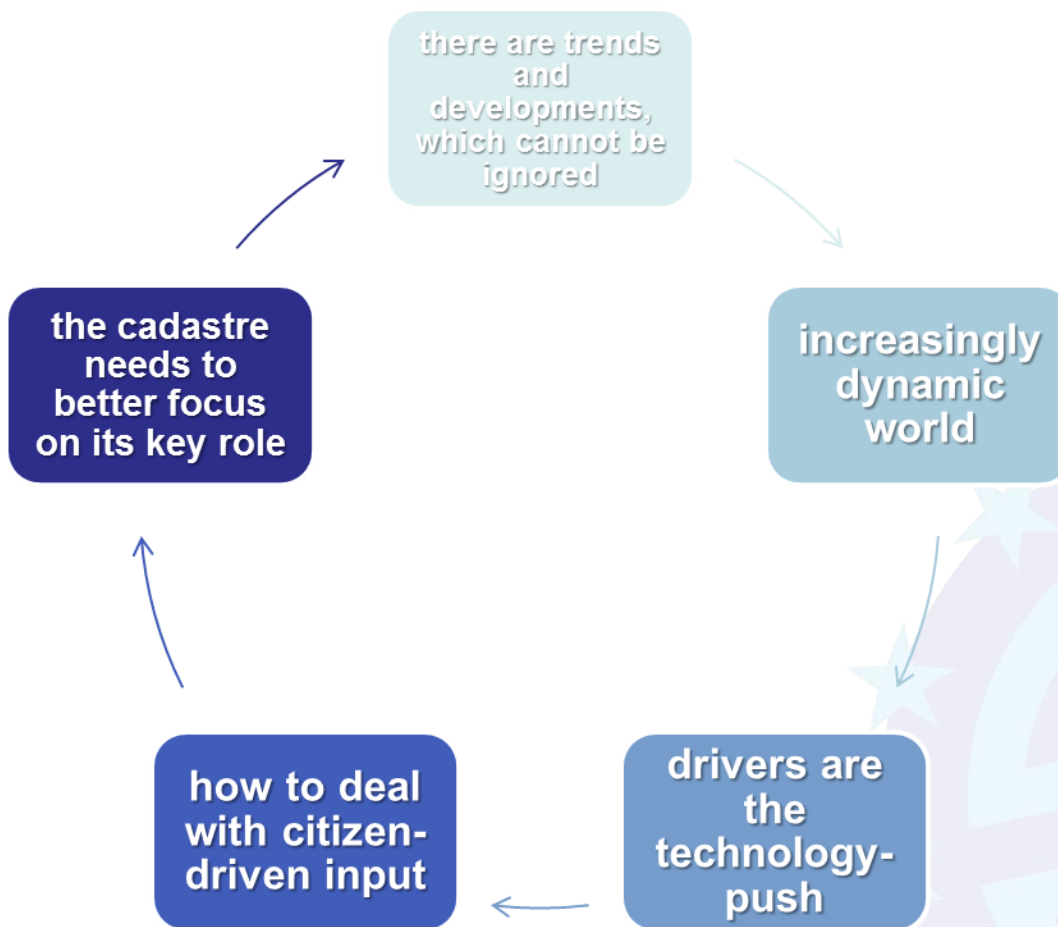 there are trends
and
developments,
which cannot be
ignored
increasingly
dynamic
world
drivers are
the
technology-
push
how to deal
with citizen-
driven input
the cadastre
needs to
better focus
on its key role